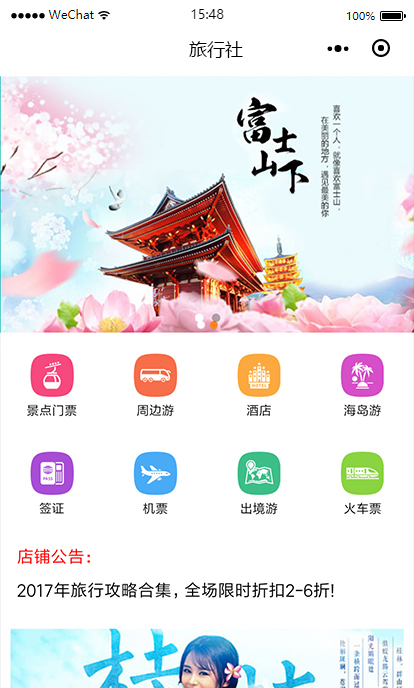 WeChat
15:48
100%
旅行社
富士山下
喜欢一个人，就像喜欢富士山，
在美丽的地方，遇见最美的你
景点门票
周边游
酒店
海岛游
签证
机票
出境游
火车票
店铺公告：
2017年旅行攻略合集，全场限时折扣2-6折!